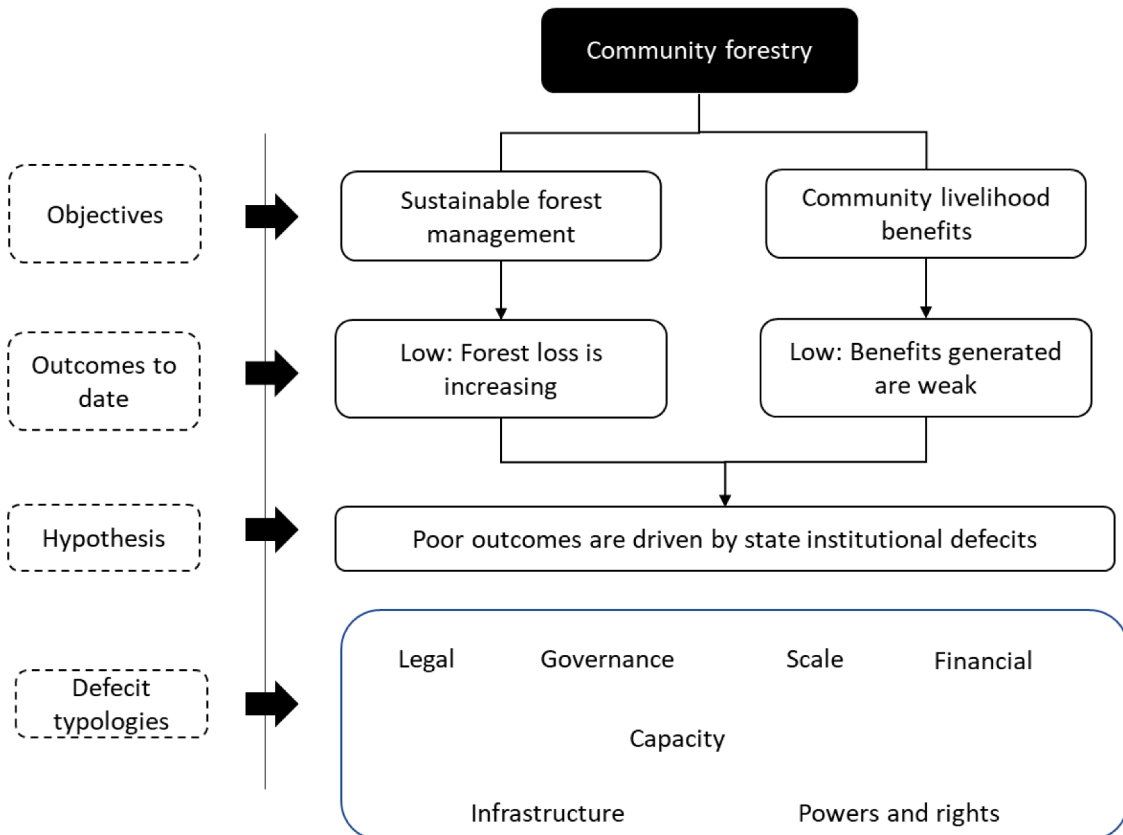 Community forestry
Objectives
Sustainable forest
management
Community livelihood
benefits
Outcomes to
date
Low: Forest loss is
increasing
Low: Benefits generated
are weak
Hypothesis
Poor outcomes are driven by state institutional defecits
Defecit
typologies
Legal
Governance
Scale
Financial
Capacity
Infrastructure
Powers and rights